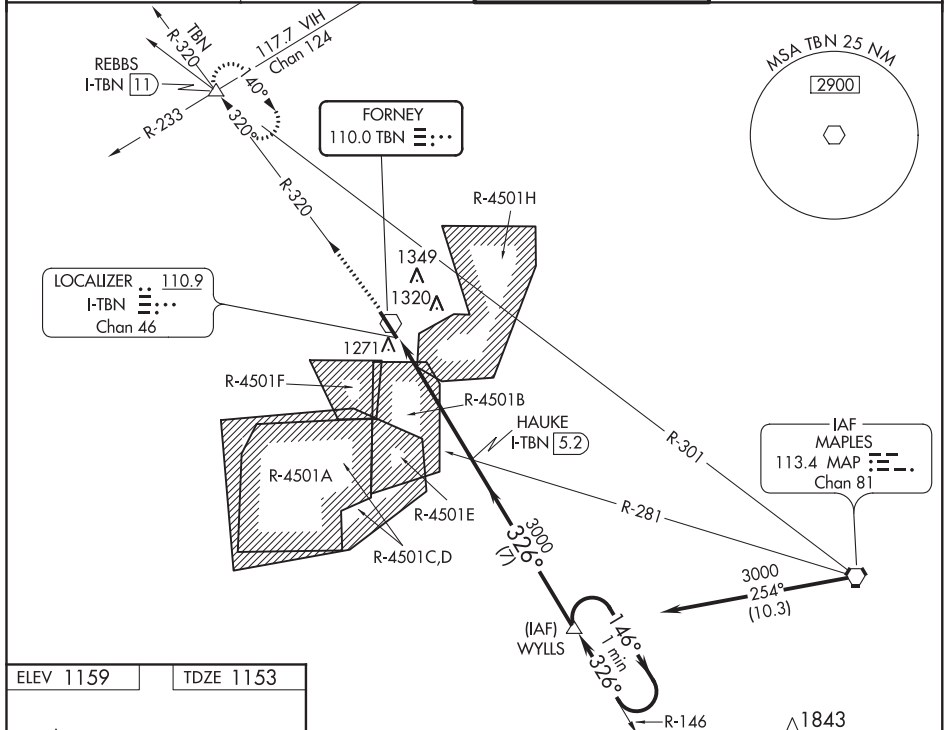 TBN
R-320
117.7 VIH
Chan 124
REBBS
I-TBN 11
40°
320°
R-233
R-320
MSA TBN 25 NM
2900
FORNEY
110.0 TBN
R-4501H
1349
1320
LOCALIZER 110.9
I-TBN
Chan 46
1271
R-4501F
R-4501B
HAUKE
I-TBN 5.2
R-301
IAF
MAPLES
113.4 MAP
Chan 81
R-4501A
R-4501E
R-281
R-4501C,D
3000
326°
(7)
3000
254°
(10.3)
(IAF)
WYLLS
146°
1 min
326°
R-146
1843
ELEV 1159
TDZE 1153